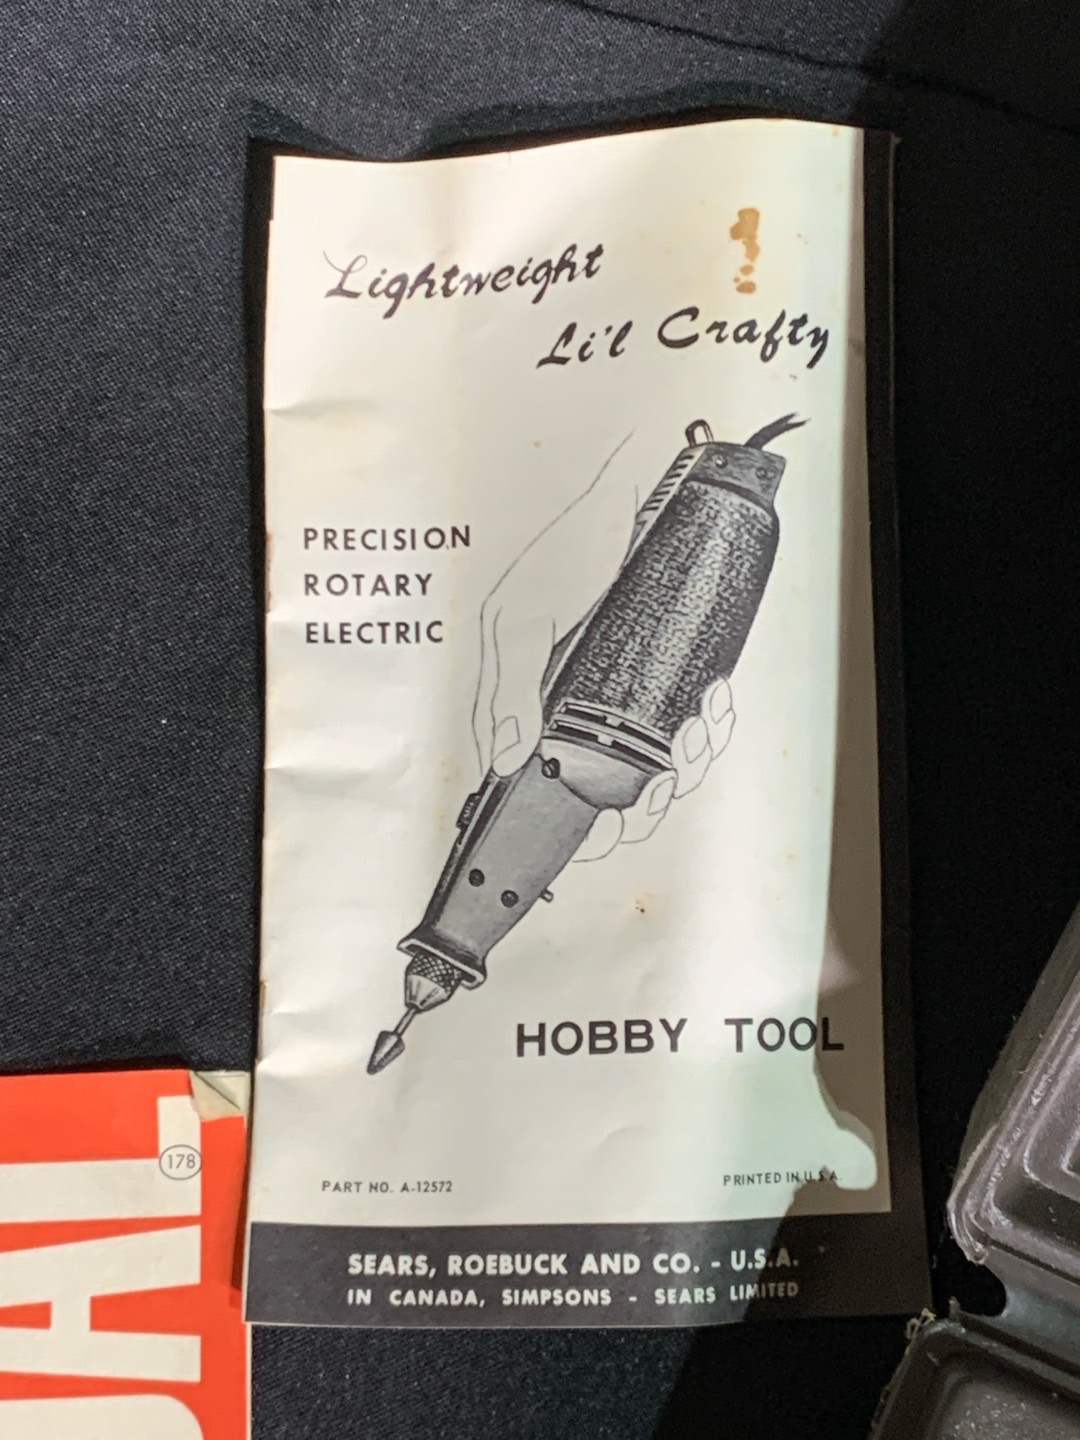 Lightweight
Li'l Crafty
PRECISION
ROTARY
ELECTRIC
HOBBY TOOL
PART NO. A-12572
PRINTED IN U.S.A.
SEARS, ROEBUCK AND CO. - U.S.A.
IN CANADA, SIMPSONS - SEARS LIMITED
178